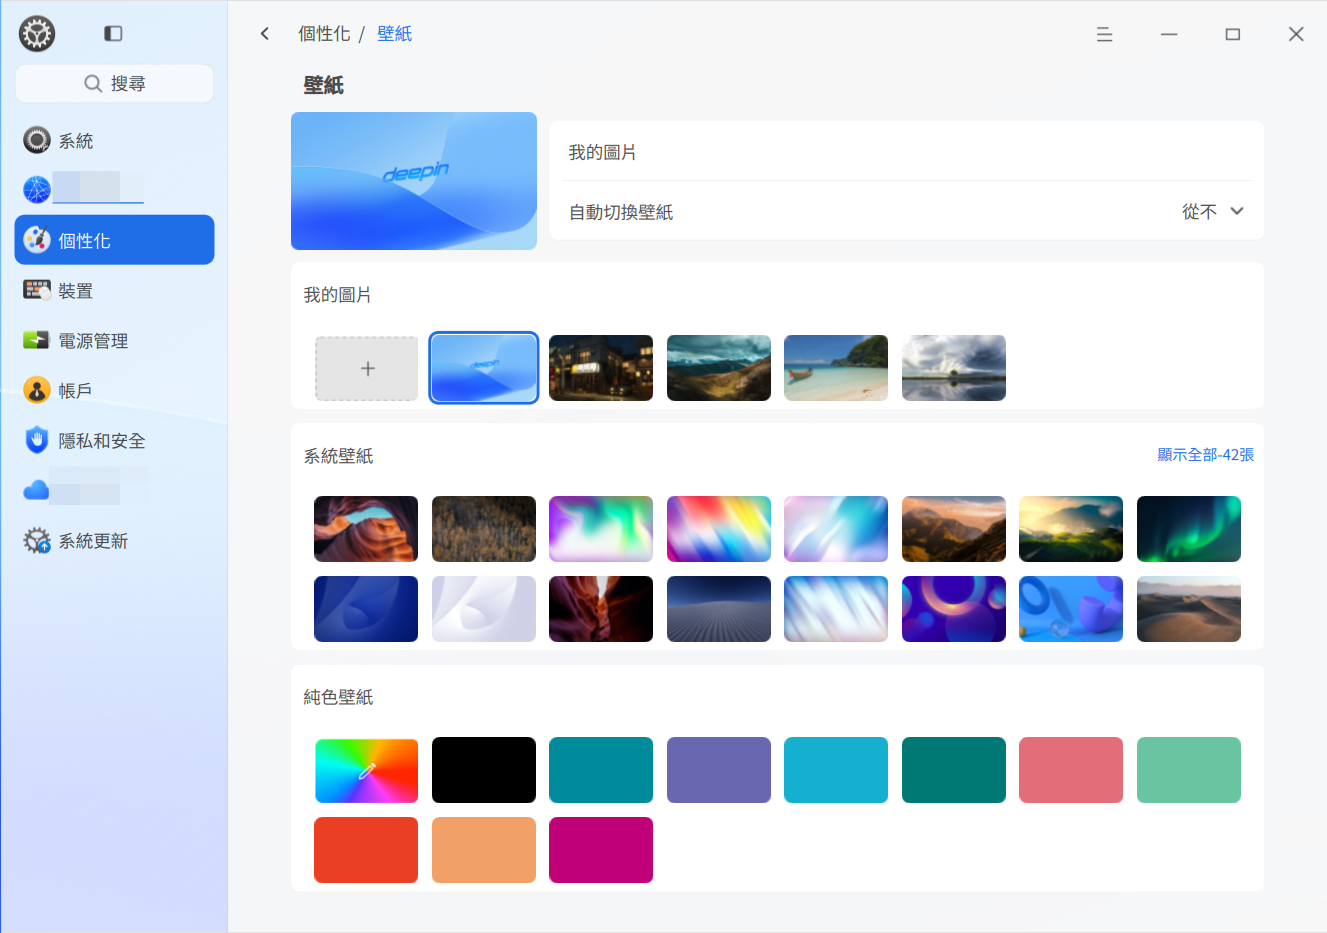 搜尋
系統
個性化
裝置
電源管理
帳戶
隱私和安全
系統更新
個性化 / 壁紙
壁紙
deepin
我的圖片
自動切換壁紙
從不
我的圖片
deepin
系統壁紙
顯示全部-42張
純色壁紙